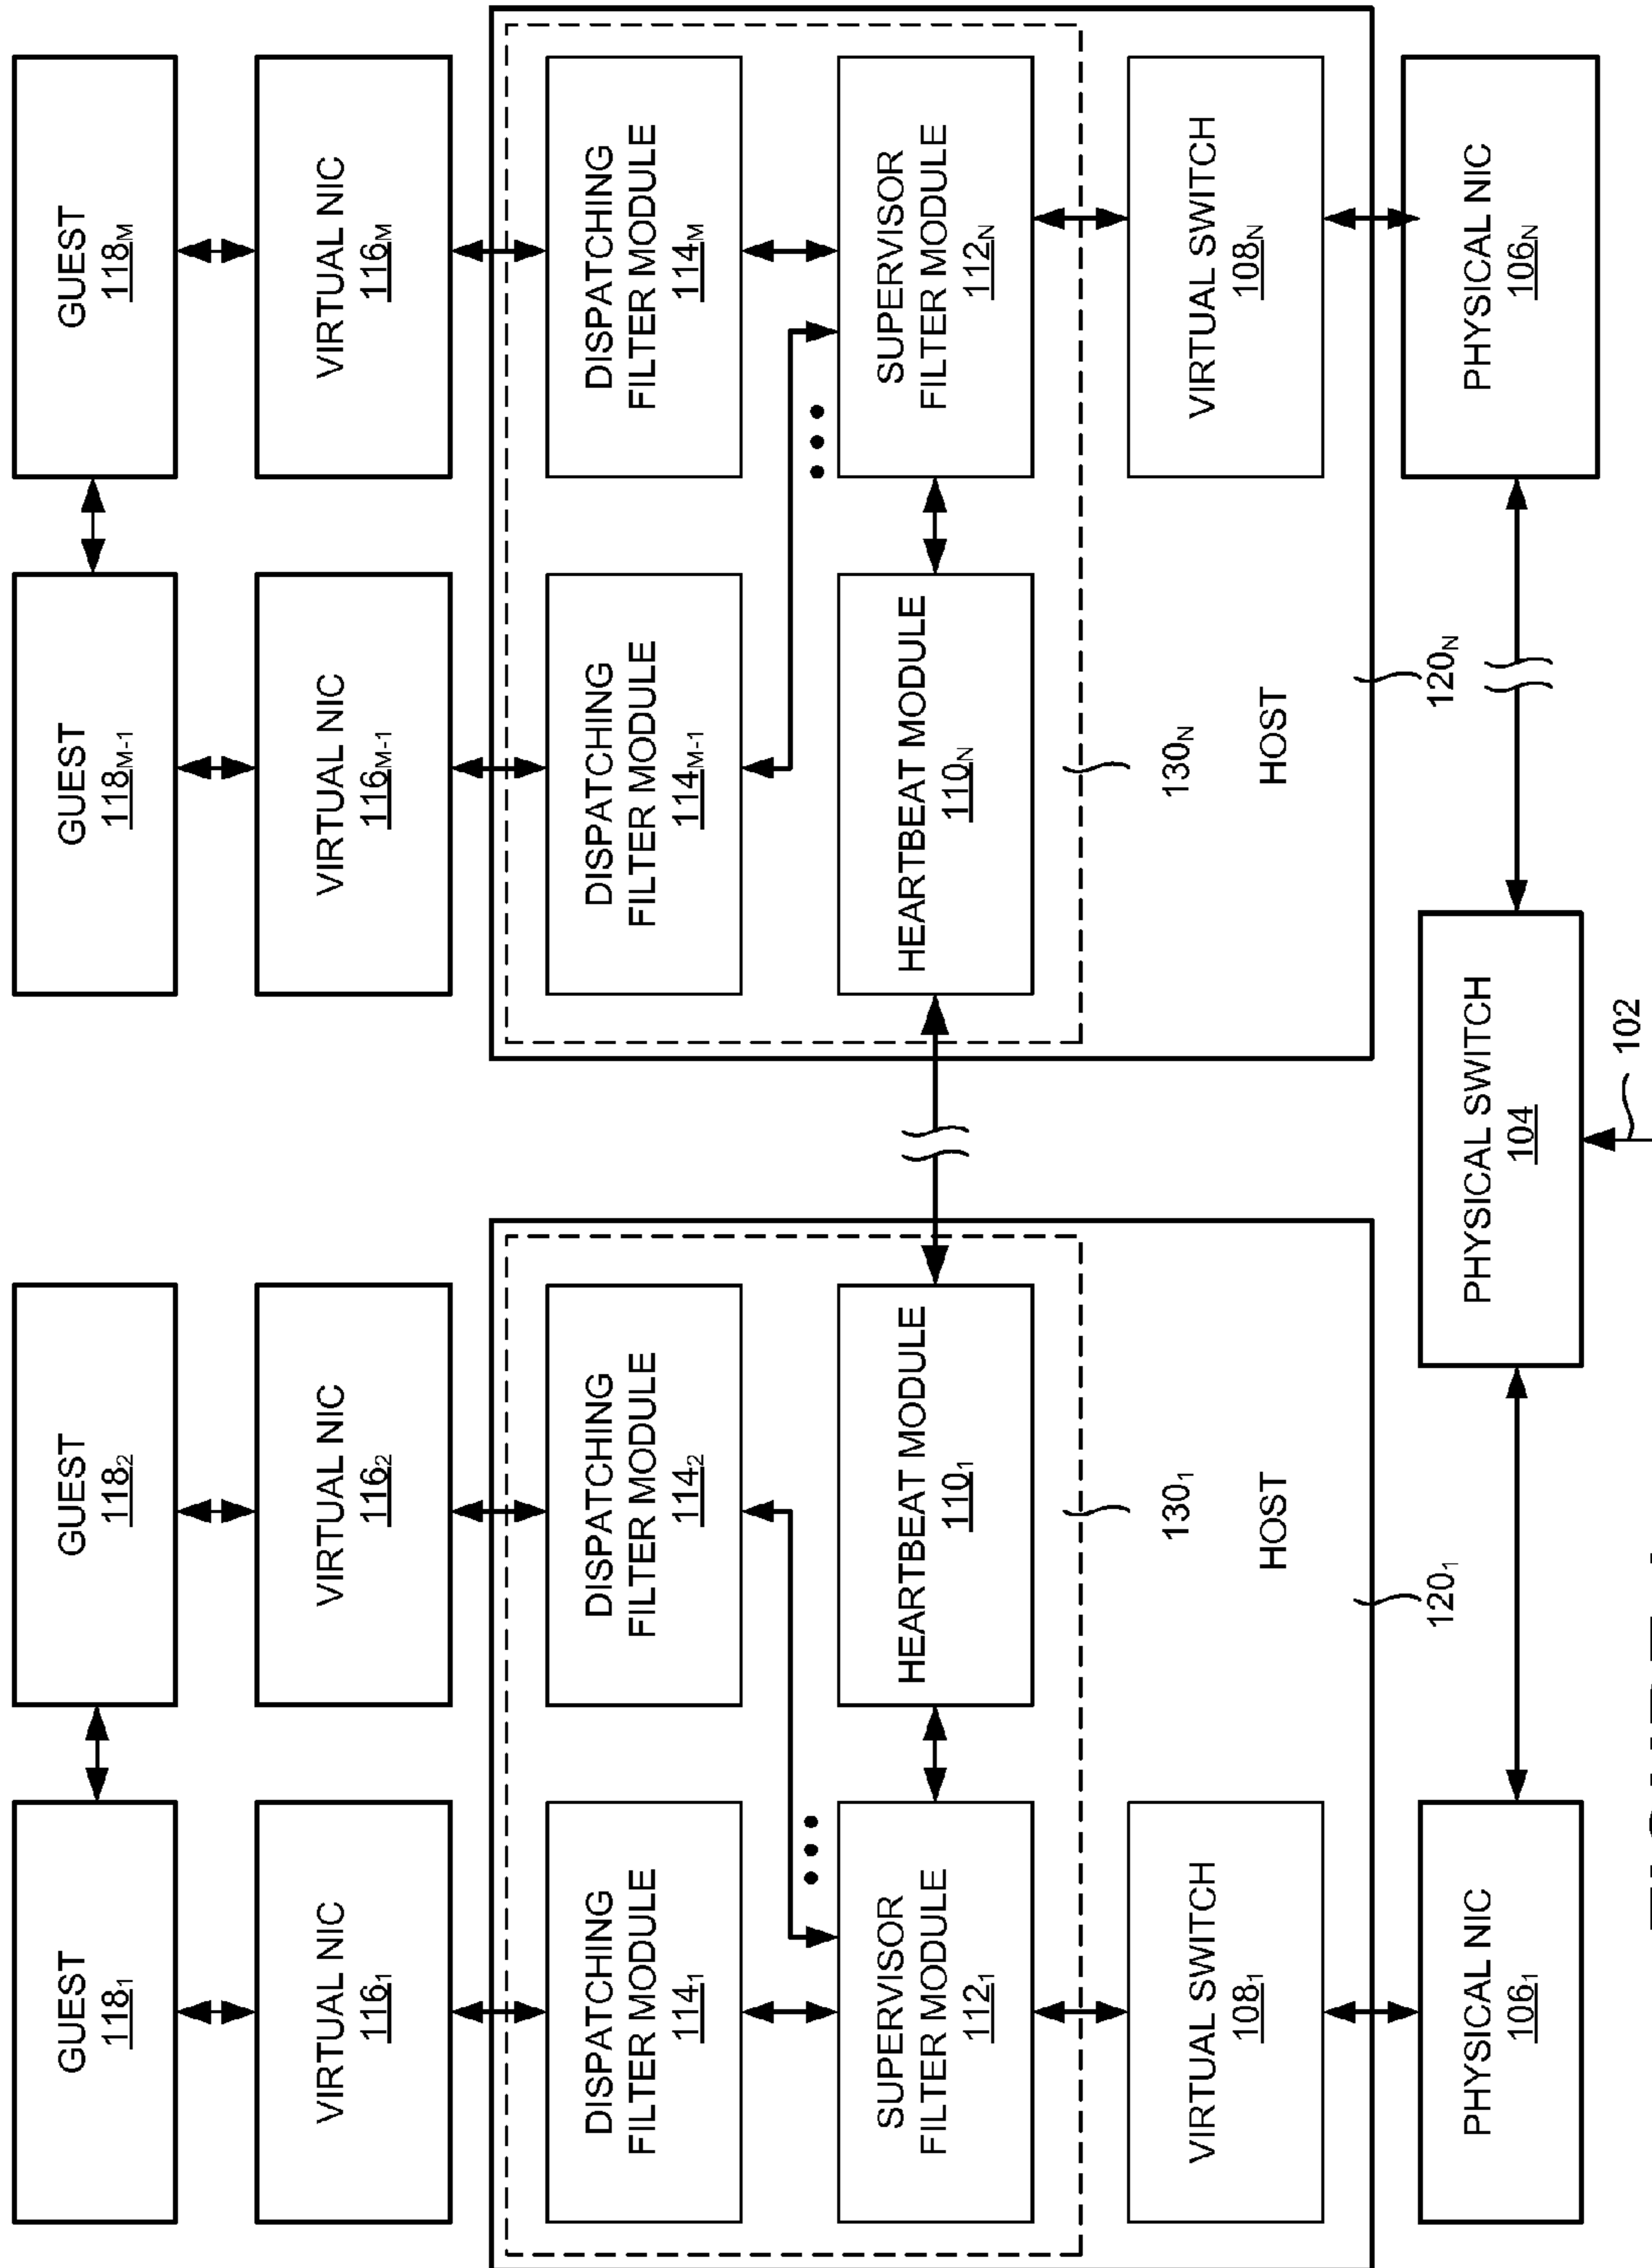 GUEST
118₁
GUEST
118₂
GUEST
118M-1
GUEST
118M
VIRTUAL NIC
116₁
VIRTUAL NIC
116₂
VIRTUAL NIC
116M-1
VIRTUAL NIC
116M
DISPATCHING
FILTER MODULE
114₁
DISPATCHING
FILTER MODULE
114₂
DISPATCHING
FILTER MODULE
114M-1
DISPATCHING
FILTER MODULE
114M
SUPERVISOR
FILTER MODULE
112₁
HEARTBEAT MODULE
110₁
HEARTBEAT MODULE
110N
SUPERVISOR
FILTER MODULE
112N
VIRTUAL SWITCH
108₁
130₁
HOST
130N
HOST
VIRTUAL SWITCH
108N
120₁
120N
PHYSICAL NIC
106₁
PHYSICAL SWITCH
104
PHYSICAL NIC
106N
102